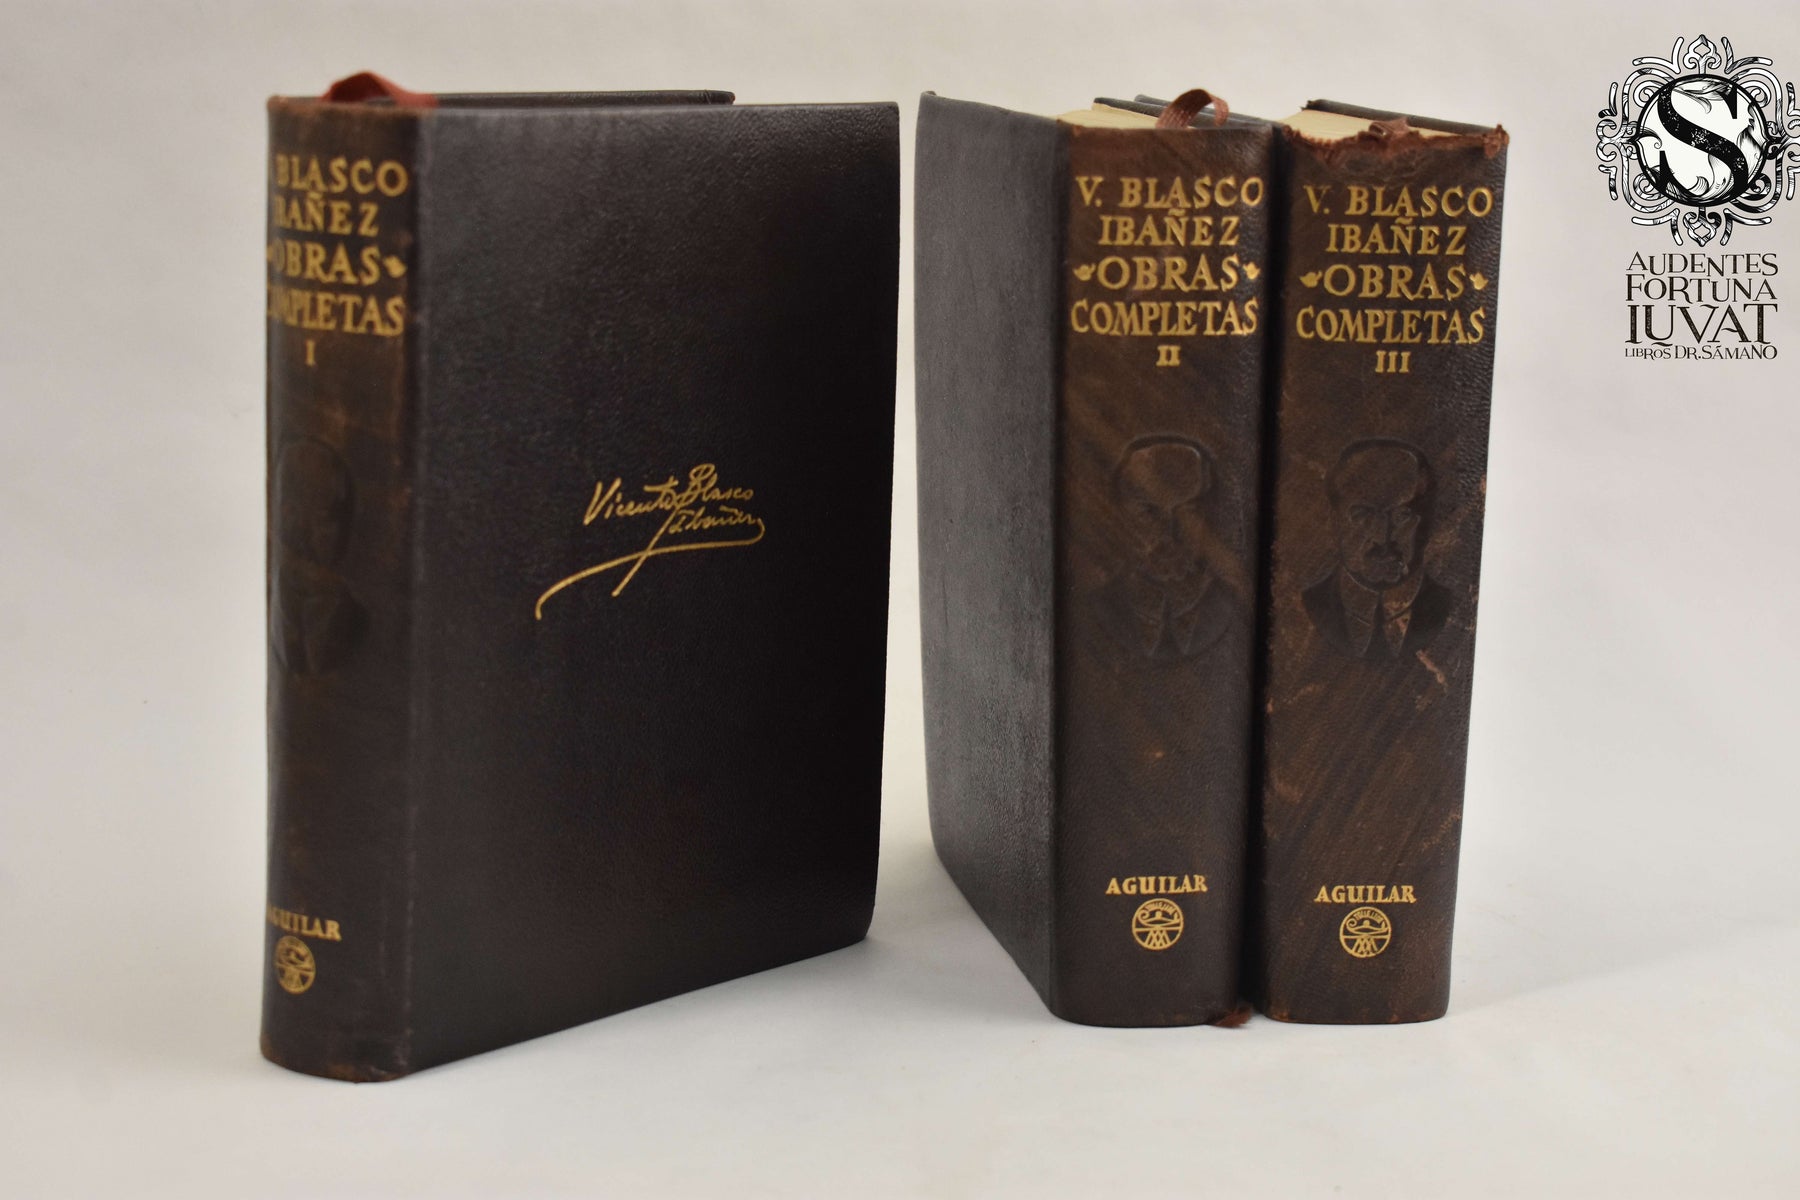 BLASCO
IBAÑEZ
OBRAS
COMPLETAS
I
AGUILAR
Vicente Blasco
Ibañez
V. BLASCO
IBAÑEZ
OBRAS
COMPLETAS
II
AGUILAR
V. BLASCO
IBAÑEZ
OBRAS
COMPLETAS
III
AGUILAR
S
AUDENTES
FORTUNA
IUVAT
LIBROS DR. SÁMANO